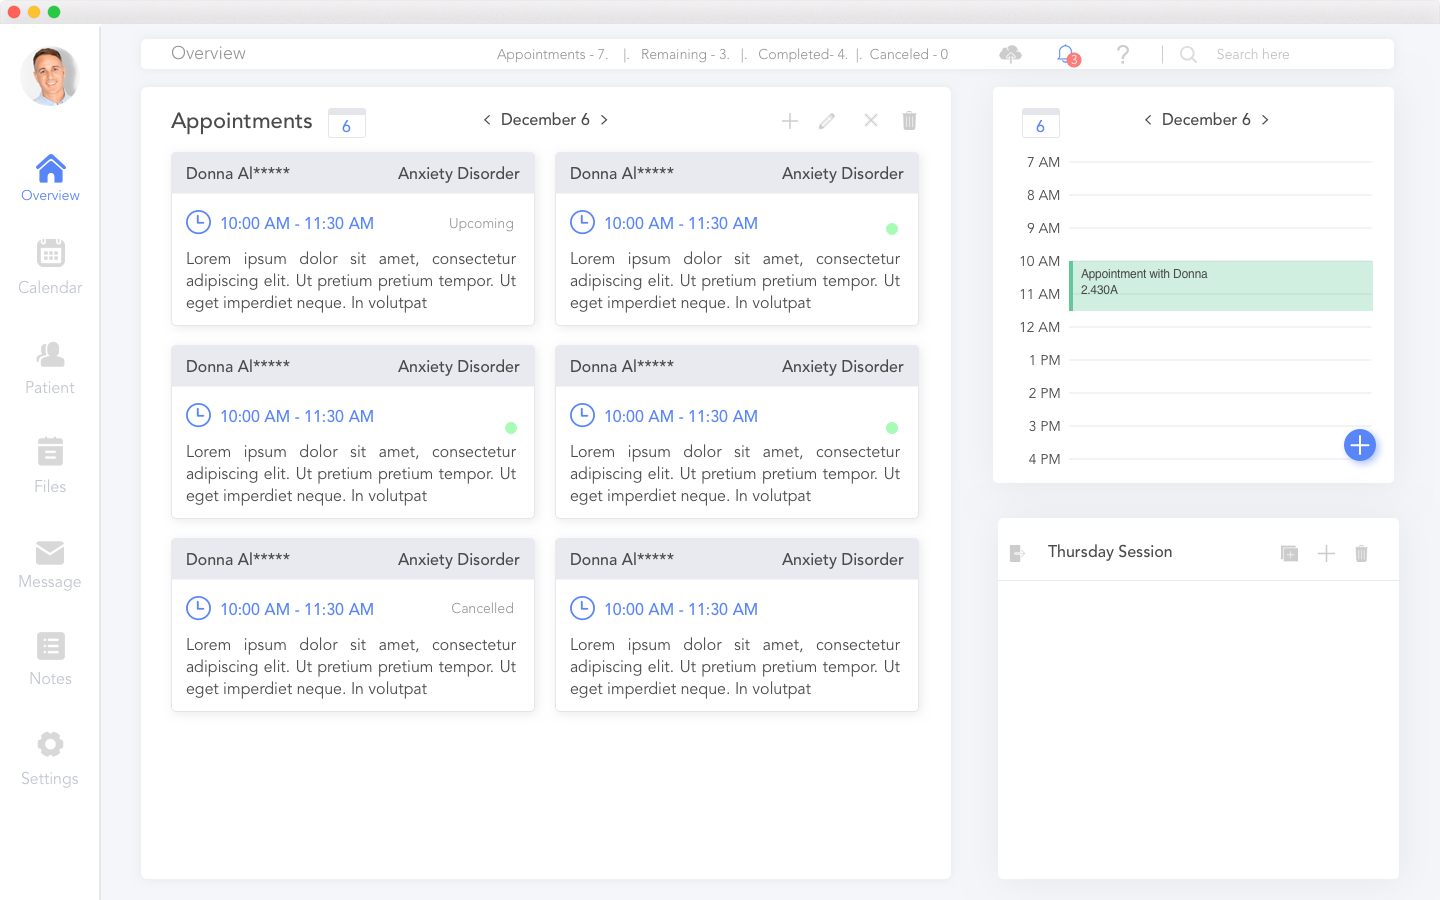 Overview
Appointments - 7. |. Remaining - 3. |. Completed- 4. |. Canceled - 0
3
Search here
Overview
Calendar
Patient
Files
Message
Notes
Settings
Appointments
6
< December 6 >
Donna Al***** Anxiety Disorder
10:00 AM - 11:30 AM Upcoming
Lorem ipsum dolor sit amet, consectetur
adipiscing elit. Ut pretium pretium tempor. Ut
eget imperdiet neque. In volutpat
Donna Al***** Anxiety Disorder
10:00 AM - 11:30 AM
Lorem ipsum dolor sit amet, consectetur
adipiscing elit. Ut pretium pretium tempor. Ut
eget imperdiet neque. In volutpat
Donna Al***** Anxiety Disorder
10:00 AM - 11:30 AM
Lorem ipsum dolor sit amet, consectetur
adipiscing elit. Ut pretium pretium tempor. Ut
eget imperdiet neque. In volutpat
Donna Al***** Anxiety Disorder
10:00 AM - 11:30 AM
Lorem ipsum dolor sit amet, consectetur
adipiscing elit. Ut pretium pretium tempor. Ut
eget imperdiet neque. In volutpat
Donna Al***** Anxiety Disorder
10:00 AM - 11:30 AM Cancelled
Lorem ipsum dolor sit amet, consectetur
adipiscing elit. Ut pretium pretium tempor. Ut
eget imperdiet neque. In volutpat
Donna Al***** Anxiety Disorder
10:00 AM - 11:30 AM
Lorem ipsum dolor sit amet, consectetur
adipiscing elit. Ut pretium pretium tempor. Ut
eget imperdiet neque. In volutpat
6
< December 6 >
7 AM
8 AM
9 AM
10 AM
Appointment with Donna
2.430A
11 AM
12 AM
1 PM
2 PM
3 PM
4 PM
Thursday Session